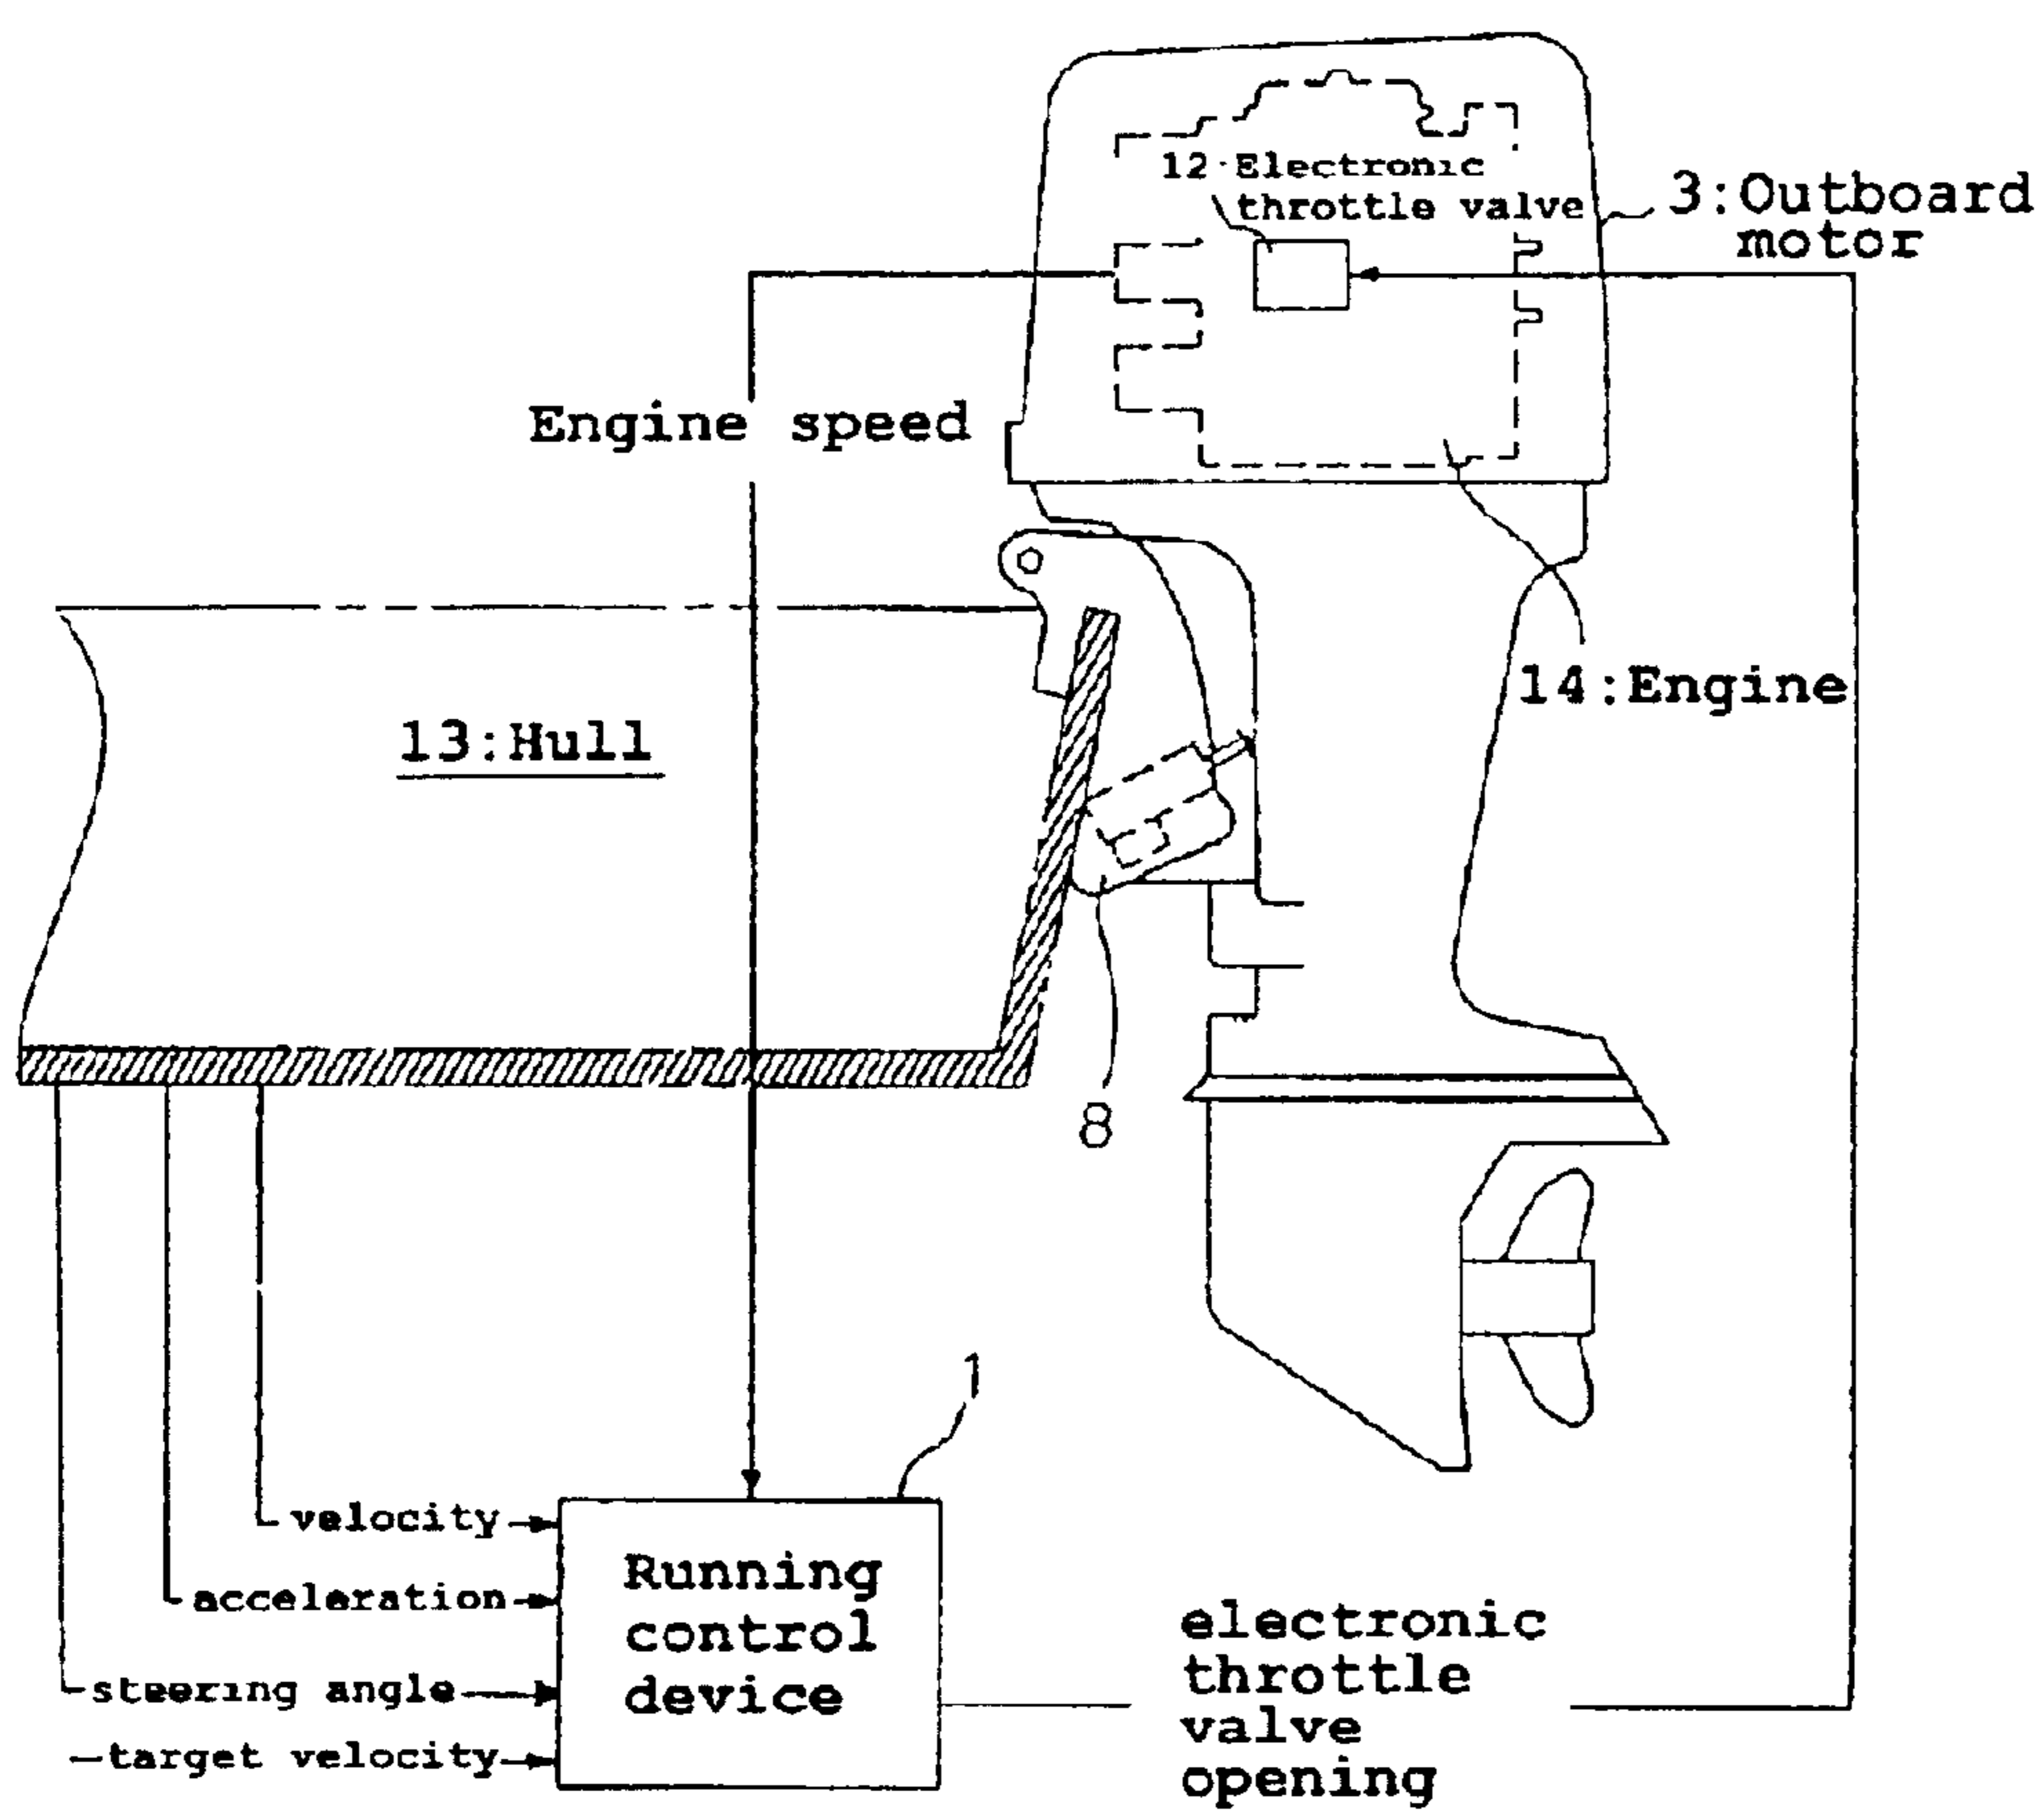 12·Electronic
throttle valve
3:Outboard
motor
Engine speed
14:Engine
13:Hull
8
1
velocity
acceleration
steering angle
target velocity
Running
control
device
electronic
throttle
valve
opening